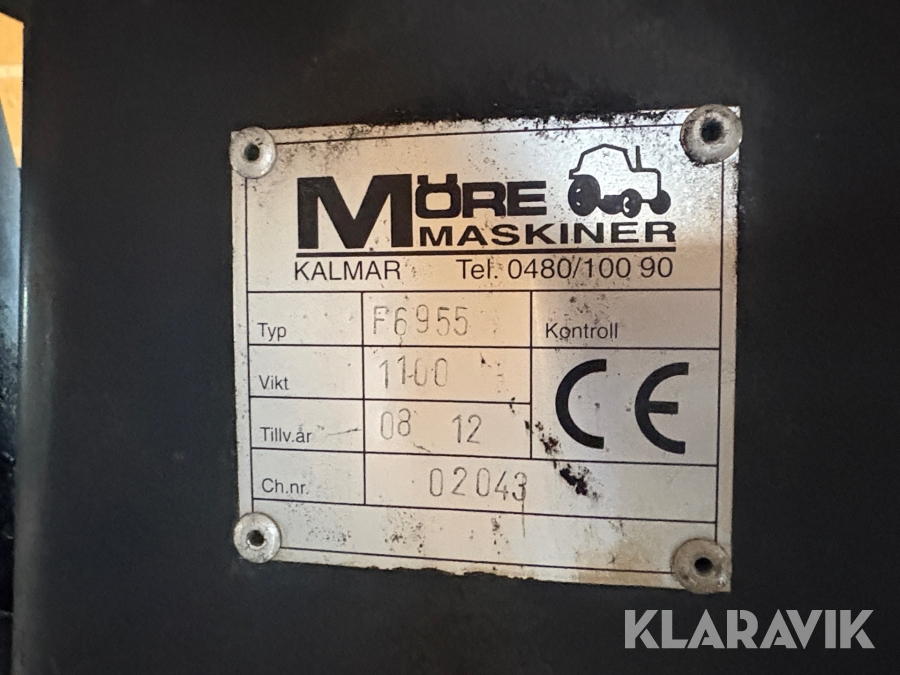 MÖRE
MASKINER
KALMAR Tel. 0480/100 90
Typ F6955 Kontroll
Vikt 1100
CE
Tillv.år 08 12
Ch.nr. 02043
KLARAVIK